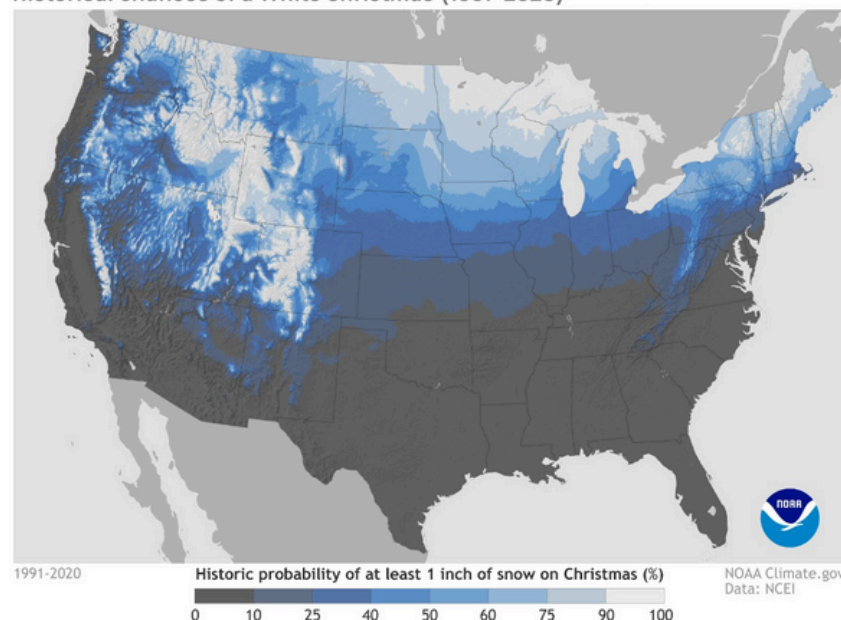 1991-2020
Historic probability of at least 1 inch of snow on Christmas (%)
0 10 25 40 50 60 75 90 100
NOAA Climate.gov
Data: NCEI
NOAA